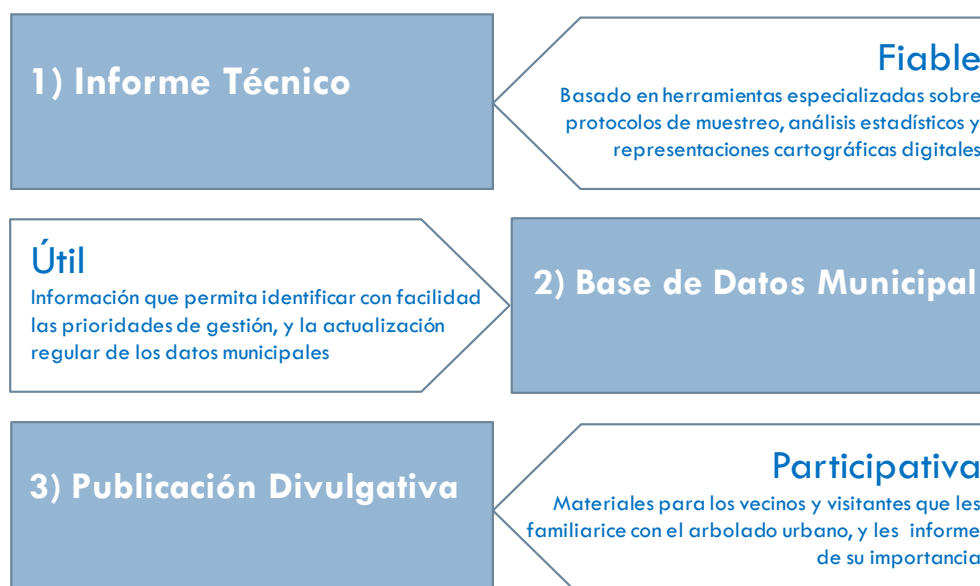 1) Informe Técnico
Fiable
Basado en herramientas especializadas sobre
protocolos de muestreo, análisis estadísticos y
representaciones cartográficas digitales
Útil
Información que permita identificar con facilidad
las prioridades de gestión, y la actualización
regular de los datos municipales
2) Base de Datos Municipal
3) Publicación Divulgativa
Participativa
Materiales para los vecinos y visitantes que les
familiarice con el arbolado urbano, y les informe
de su importancia